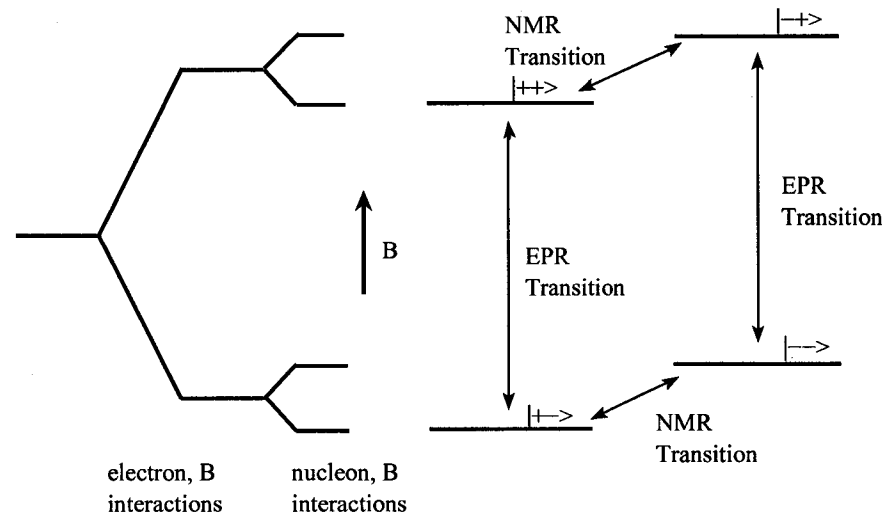 NMR
Transition
|−+>
|++>
EPR
Transition
B
EPR
Transition
|−−>
|+−>
NMR
Transition
electron, B
interactions
nucleon, B
interactions